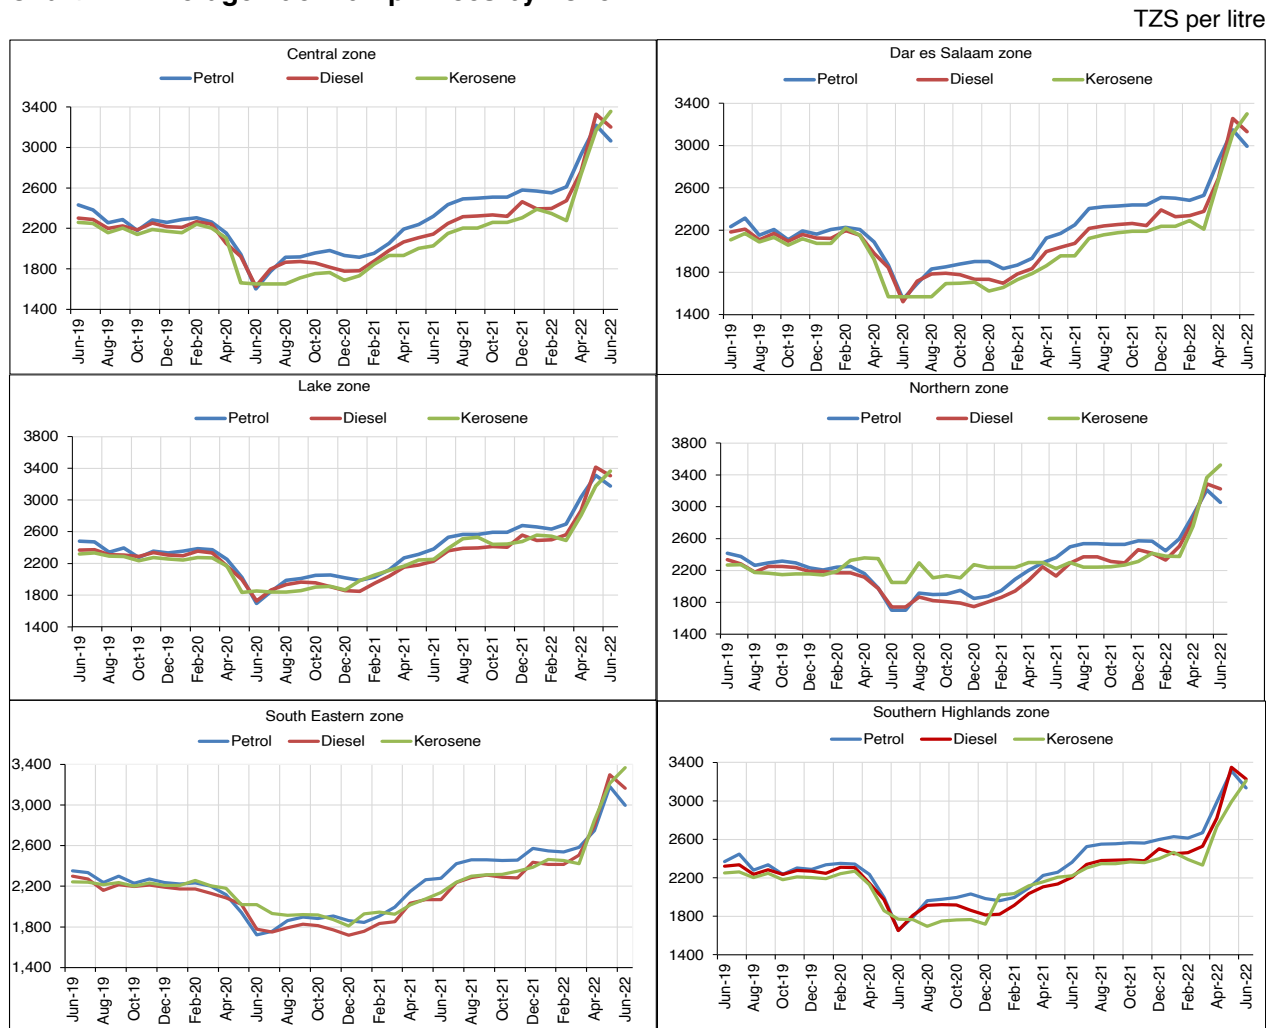 TZS per litre
Central zone
Petrol Diesel Kerosene
3400
3000
2600
2200
1800
1400
Jun-19 Aug-19 Oct-19 Dec-19 Feb-20 Apr-20 Jun-20 Aug-20 Oct-20 Dec-20 Feb-21 Apr-21 Jun-21 Aug-21 Oct-21 Dec-21 Feb-22 Apr-22 Jun-22
Dar es Salaam zone
Petrol Diesel Kerosene
3400
3000
2600
2200
1800
1400
Jun-19 Aug-19 Oct-19 Dec-19 Feb-20 Apr-20 Jun-20 Aug-20 Oct-20 Dec-20 Feb-21 Apr-21 Jun-21 Aug-21 Oct-21 Dec-21 Feb-22 Apr-22 Jun-22
Lake zone
Petrol Diesel Kerosene
3800
3400
3000
2600
2200
1800
1400
Jun-19 Aug-19 Oct-19 Dec-19 Feb-20 Apr-20 Jun-20 Aug-20 Oct-20 Dec-20 Feb-21 Apr-21 Jun-21 Aug-21 Oct-21 Dec-21 Feb-22 Apr-22 Jun-22
Northern zone
Petrol Diesel Kerosene
3800
3400
3000
2600
2200
1800
1400
Jun-19 Aug-19 Oct-19 Dec-19 Feb-20 Apr-20 Jun-20 Aug-20 Oct-20 Dec-20 Feb-21 Apr-21 Jun-21 Aug-21 Oct-21 Dec-21 Feb-22 Apr-22 Jun-22
South Eastern zone
Petrol Diesel Kerosene
3,400
3,000
2,600
2,200
1,800
1,400
Jun-19 Aug-19 Oct-19 Dec-19 Feb-20 Apr-20 Jun-20 Aug-20 Oct-20 Dec-20 Feb-21 Apr-21 Jun-21 Aug-21 Oct-21 Dec-21 Feb-22 Apr-22 Jun-22
Southern Highlands zone
Petrol Diesel Kerosene
3400
3000
2600
2200
1800
1400
Jun-19 Aug-19 Oct-19 Dec-19 Feb-20 Apr-20 Jun-20 Aug-20 Oct-20 Dec-20 Feb-21 Apr-21 Jun-21 Aug-21 Oct-21 Dec-21 Feb-22 Apr-22 Jun-22